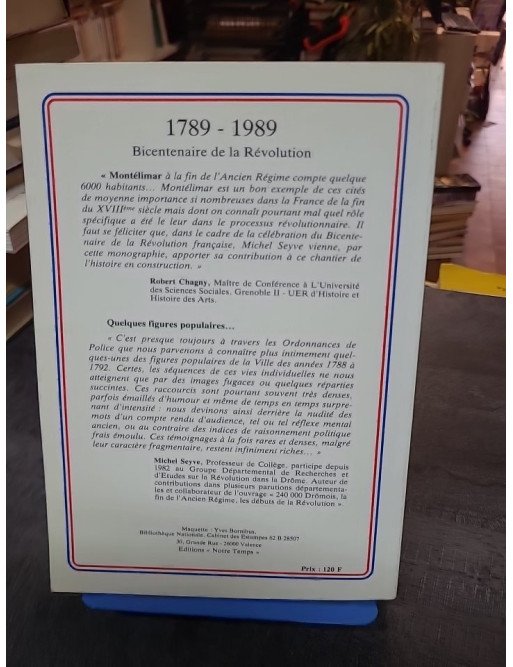 1789 - 1989
Bicentenaire de la Révolution
« Montélimar à la fin de l'Ancien Régime compte quelque
6000 habitants... Montélimar est un bon exemple de ces cités
de moyenne importance si nombreuses dans la France de la fin
du XVIIIème siècle mais dont on connaît pourtant mal quel rôle
spécifique a été le leur dans le processus révolutionnaire. Il
faut se féliciter que, dans le cadre de la célébration du Bicente-
naire de la Révolution française, Michel Seyve vienne, par
cette monographie, apporter sa contribution à ce chantier de
l'histoire en construction. »
Robert Chagny, Maître de Conférence à L'Université
des Sciences Sociales, Grenoble II - UER d'Histoire et
Histoire des Arts.
Quelques figures populaires...
« C'est presque toujours à travers les Ordonnances de
Police que nous parvenons à connaître plus intimement quel-
ques-unes des figures populaires de la Ville des années 1788 à
1792. Certes, les séquences de ces vies individuelles ne nous
atteignent que par des images fugaces ou quelques réparties
succintes. Ces raccourcis sont pourtant souvent très denses,
parfois émaillés d'humour et même de temps en temps surpre-
nant d'intensité : nous devinons ainsi derrière la nudité des
mots d'un compte rendu d'audience, tel ou tel réflexe mental
ancien, ou au contraire des indices de raisonnement politique
frais émoulu. Ces témoignages à la fois rares et denses, malgré
leur caractère fragmentaire, restent infiniment riches... »
Michel Seyve, Professeur de Collège, participe depuis
1982 au Groupe Départemental de Recherches et
d'Etudes sur la Révolution dans la Drôme. Auteur de
contributions dans plusieurs parutions départementa-
les et collaborateur de l'ouvrage « 240 000 Drômois, la
fin de l'Ancien Régime, les débuts de la Révolution ».
Maquette : Yves Bornibus.
Bibliothèque Nationale, Cabinet des Estampes 82 B 28507
30, Grande Rue - 26000 Valence
Editions « Notre Temps »
Prix : 120 F